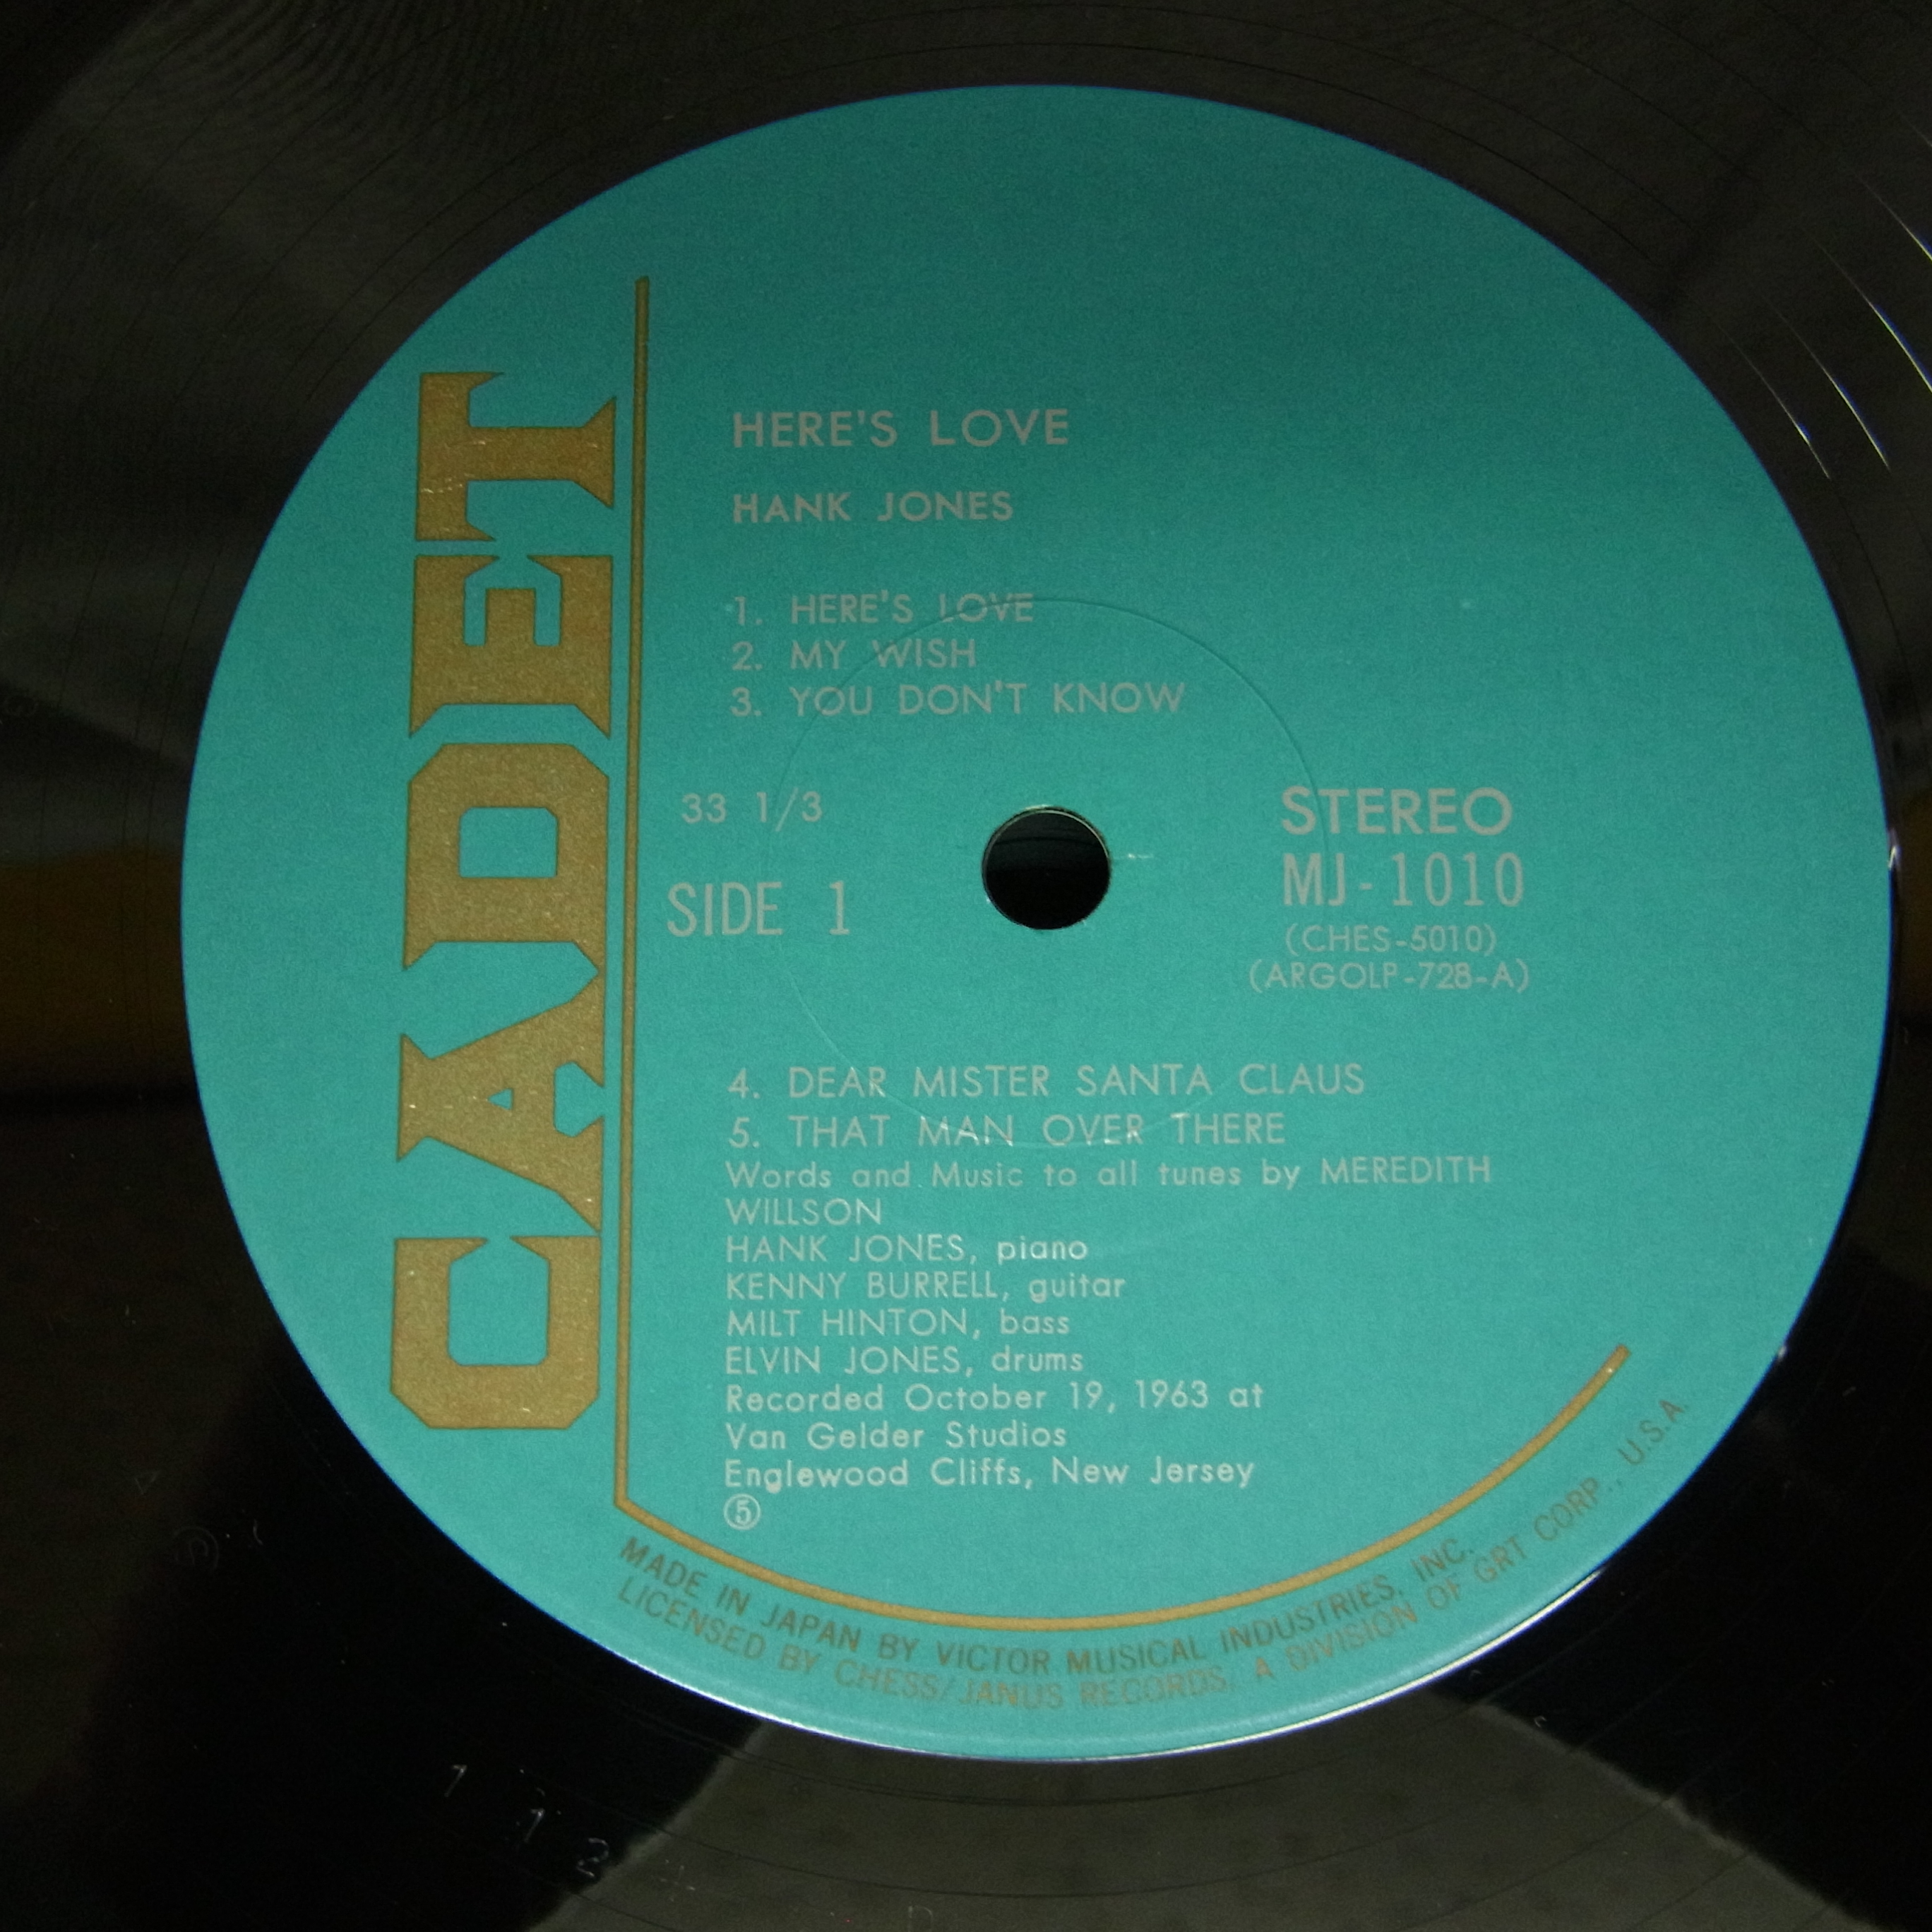 CADET
HERE'S LOVE
HANK JONES
1. HERE'S LOVE
2. MY WISH
3. YOU DON'T KNOW
33 1/3
SIDE 1
STEREO
MJ-1010
(CHES-5010)
(ARGOLP-728-A)
4. DEAR MISTER SANTA CLAUS
5. THAT MAN OVER THERE
Words and Music to all tunes by MEREDITH
WILLSON
HANK JONES, piano
KENNY BURRELL, guitar
MILT HINTON, bass
ELVIN JONES, drums
Recorded October 19, 1963 at
Van Gelder Studios
Englewood Cliffs, New Jersey
⑤
MADE IN JAPAN BY VICTOR MUSICAL INDUSTRIES, INC.
LICENSED BY CHESS/JANUS RECORDS, A DIVISION OF GRT CORP., U.S.A.
1 1 2